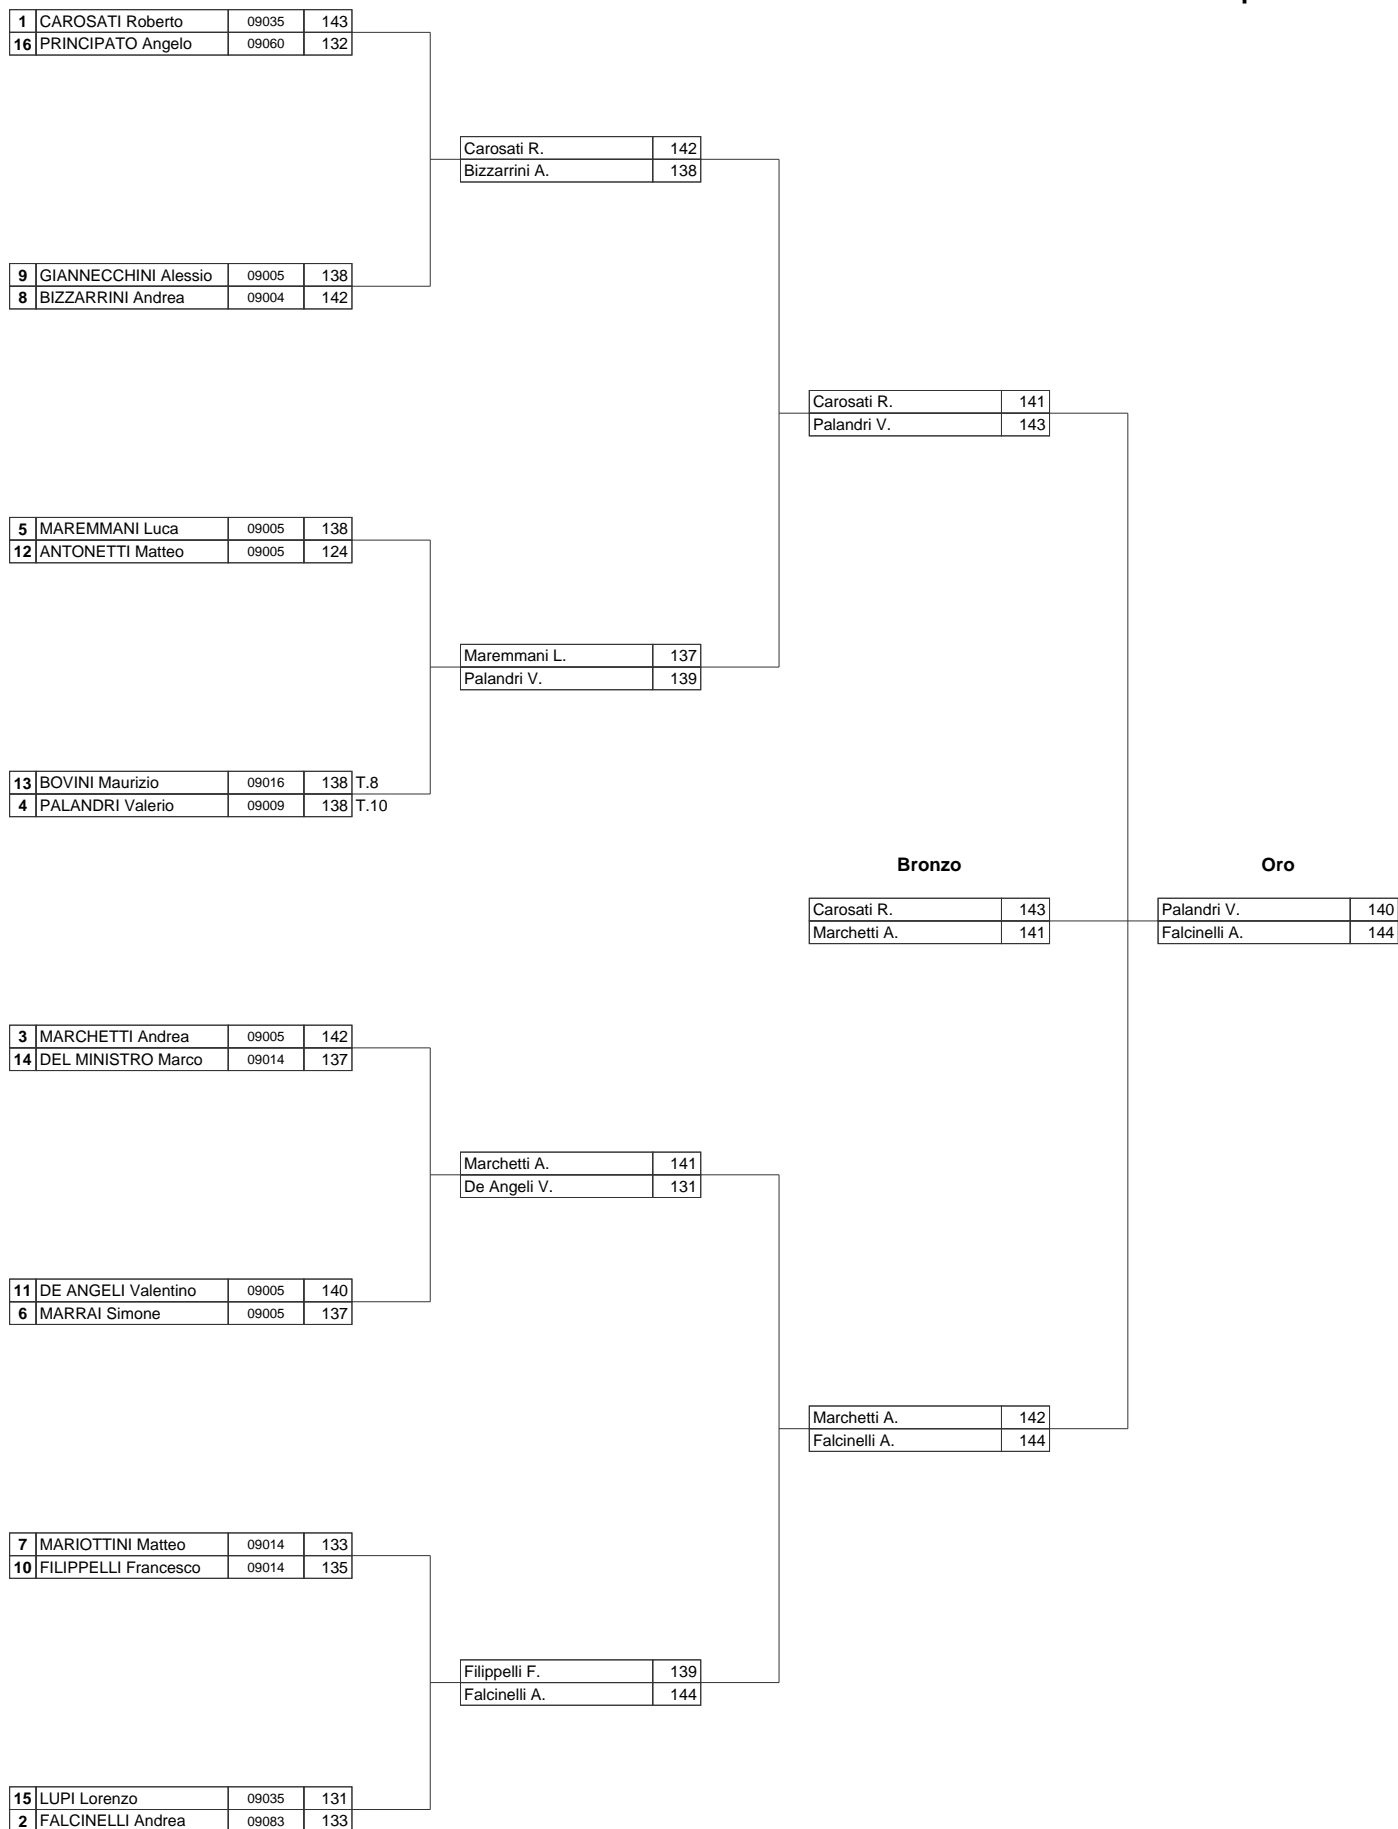 1 CAROSATI Roberto 09035 143
16 PRINCIPATO Angelo 09060 132
Carosati R. 142
Bizzarrini A. 138
9 GIANNECCHINI Alessio 09005 138
8 BIZZARRINI Andrea 09004 142
Carosati R. 141
Palandri V. 143
5 MAREMMANI Luca 09005 138
12 ANTONETTI Matteo 09005 124
Maremmani L. 137
Palandri V. 139
13 BOVINI Maurizio 09016 138 T.8
4 PALANDRI Valerio 09009 138 T.10
Bronzo Oro
Carosati R. 143 Palandri V. 140
Marchetti A. 141 Falcinelli A. 144
3 MARCHETTI Andrea 09005 142
14 DEL MINISTRO Marco 09014 137
Marchetti A. 141
De Angeli V. 131
11 DE ANGELI Valentino 09005 140
6 MARRAI Simone 09005 137
Marchetti A. 142
Falcinelli A. 144
7 MARIOTTINI Matteo 09014 133
10 FILIPPELLI Francesco 09014 135
Filippelli F. 139
Falcinelli A. 144
15 LUPI Lorenzo 09035 131
2 FALCINELLI Andrea 09083 133